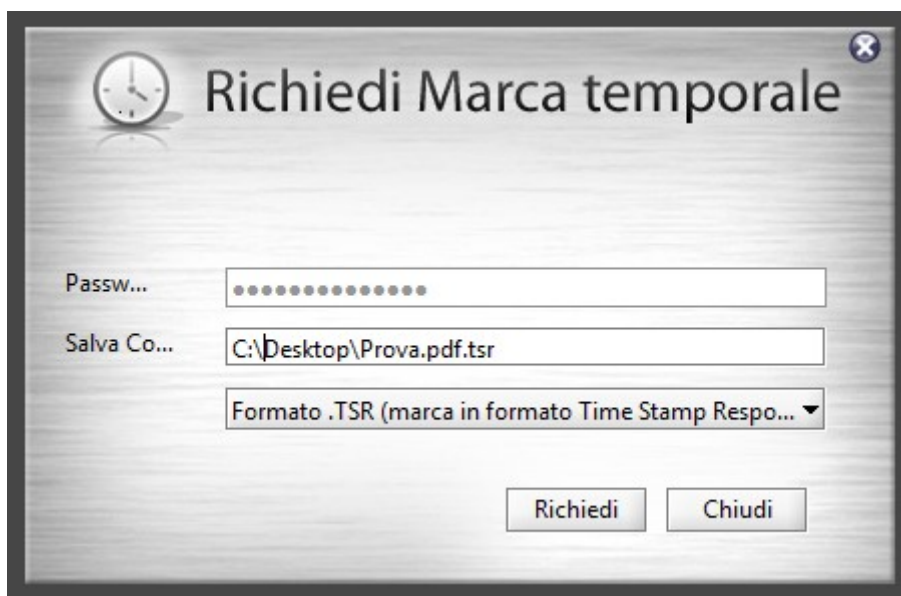 Richiedi Marca temporale
Passw...
Salva Co... C:\Desktop\Prova.pdf.tsr
Formato .TSR (marca in formato Time Stamp Respo...
Richiedi Chiudi